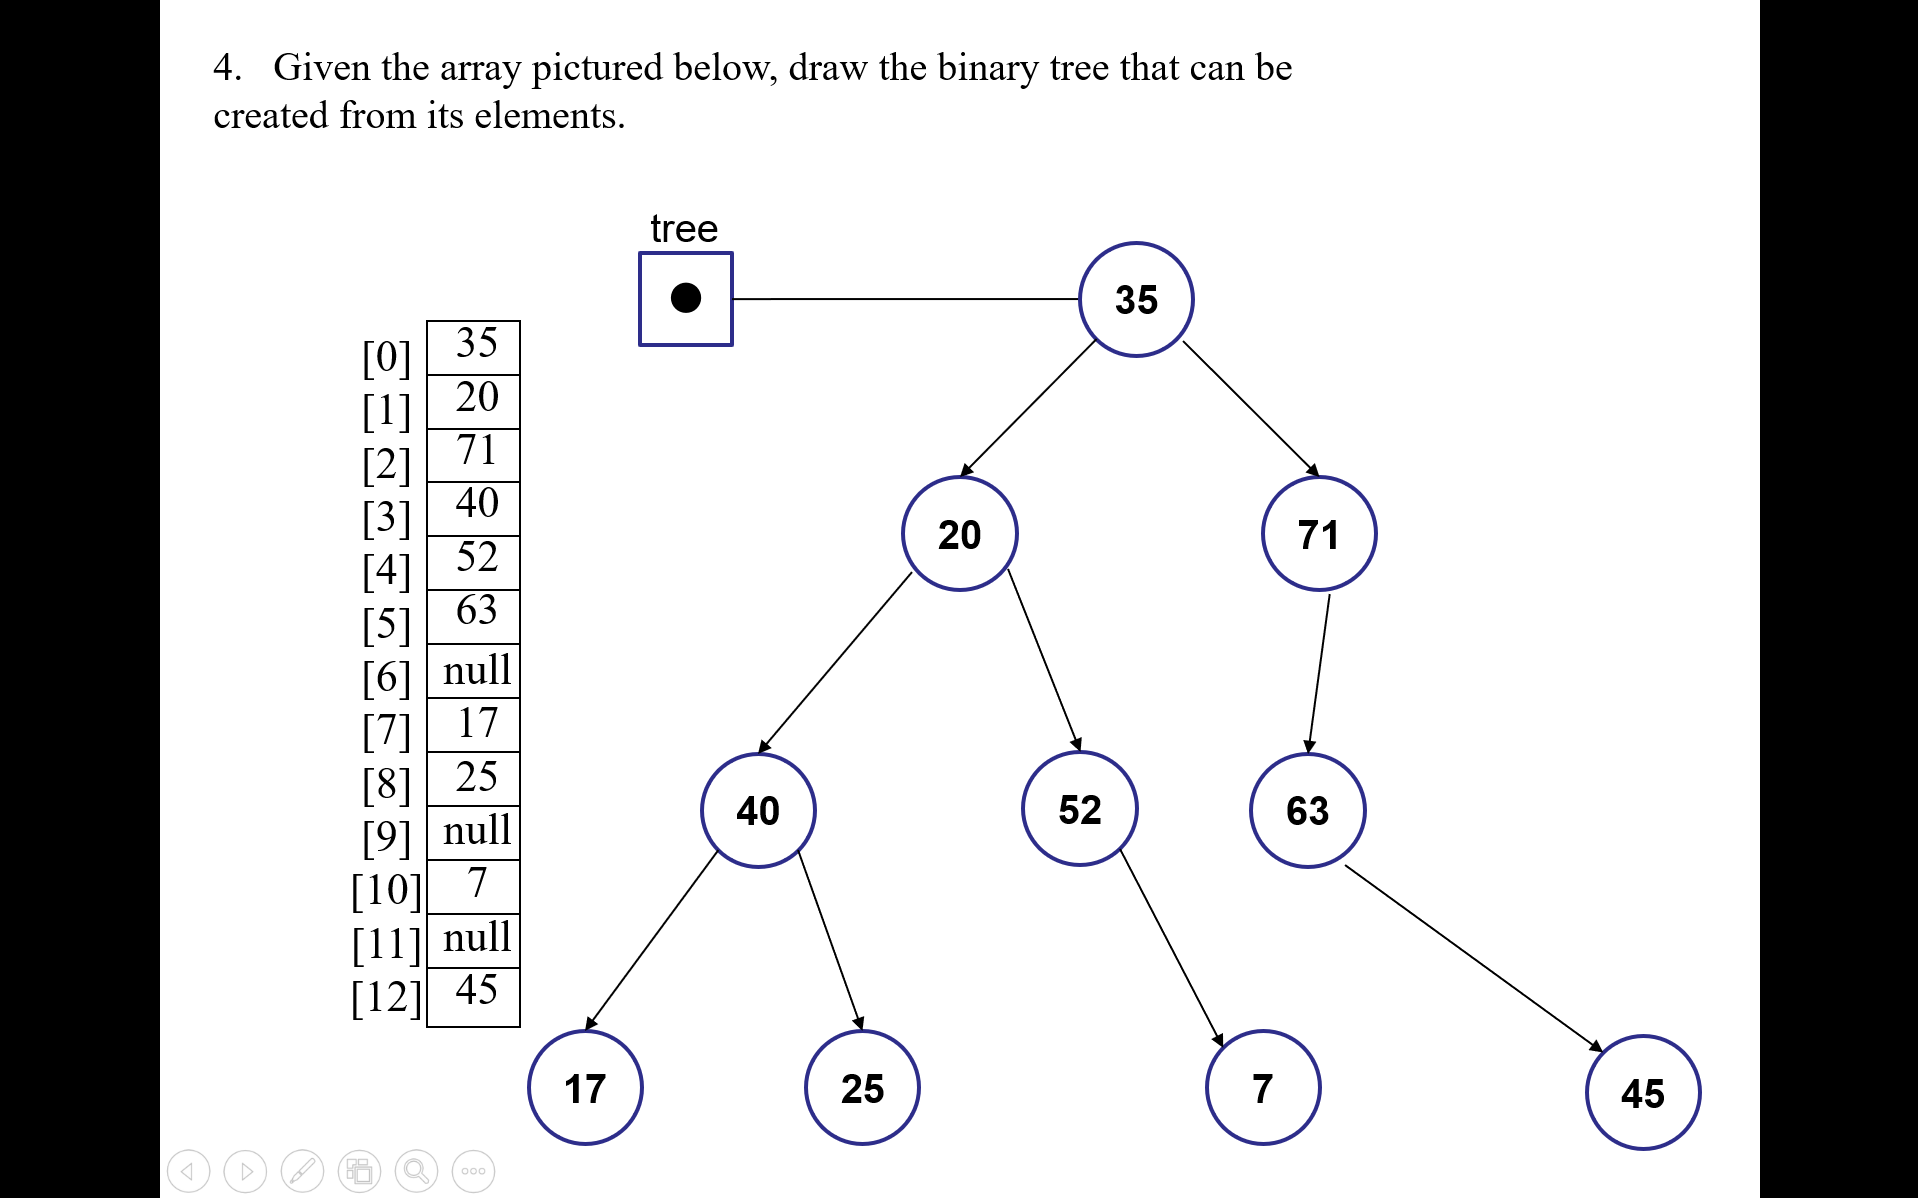 4. Given the array pictured below, draw the binary tree that can be
created from its elements.
tree
35
[0] 35
[1] 20
[2] 71
[3] 40
[4] 52
[5] 63
[6] null
[7] 17
[8] 25
[9] null
[10] 7
[11] null
[12] 45
20 71
40 52 63
17 25 7 45